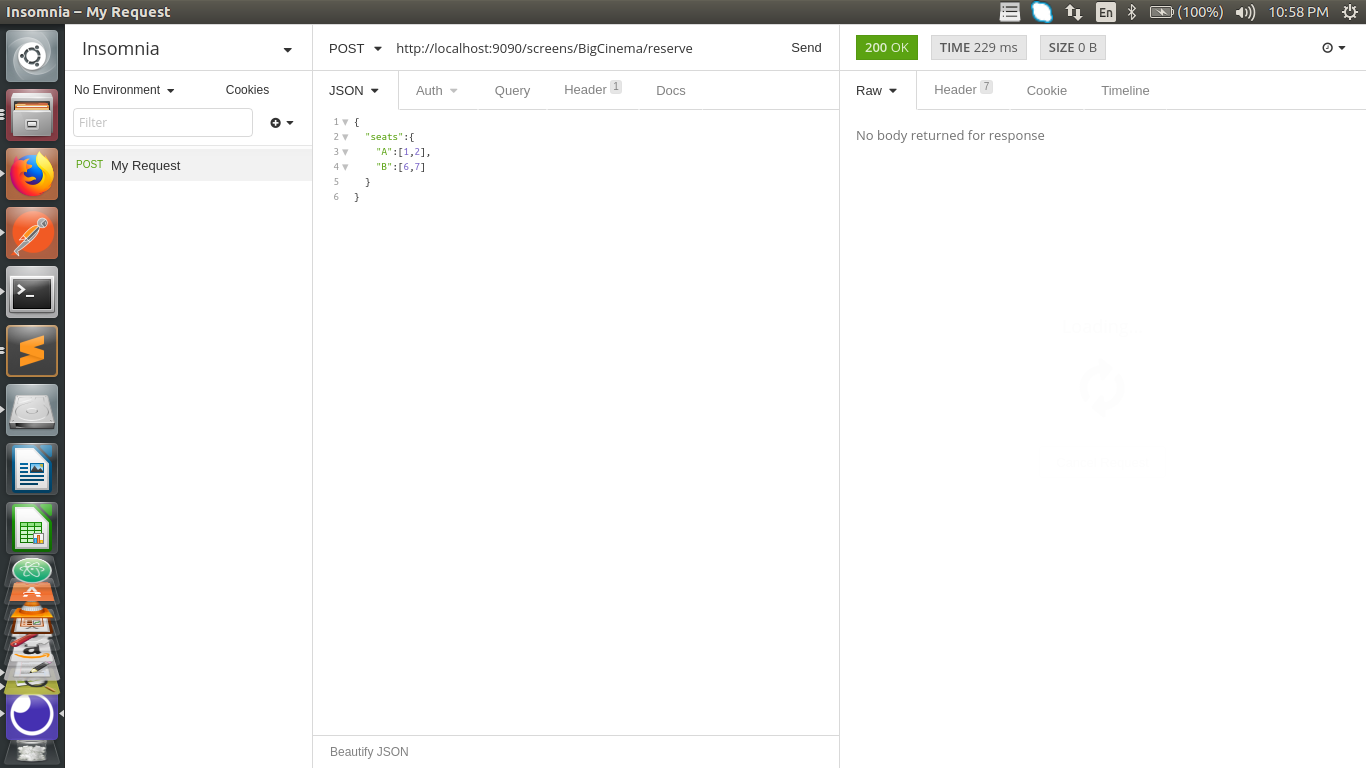 Insomnia – My Request
En
(100%)
10:58 PM
Insomnia
POST
http://localhost:9090/screens/BigCinema/reserve
Send
200 OK
TIME 229 ms
SIZE 0 B
No Environment
Cookies
JSON
Auth
Query
Header 1
Docs
Raw
Header 7
Cookie
Timeline
Filter
POST My Request
1 {
2 "seats":{
3 "A":[1,2],
4 "B":[6,7]
5 }
6 }
No body returned for response
Beautify JSON